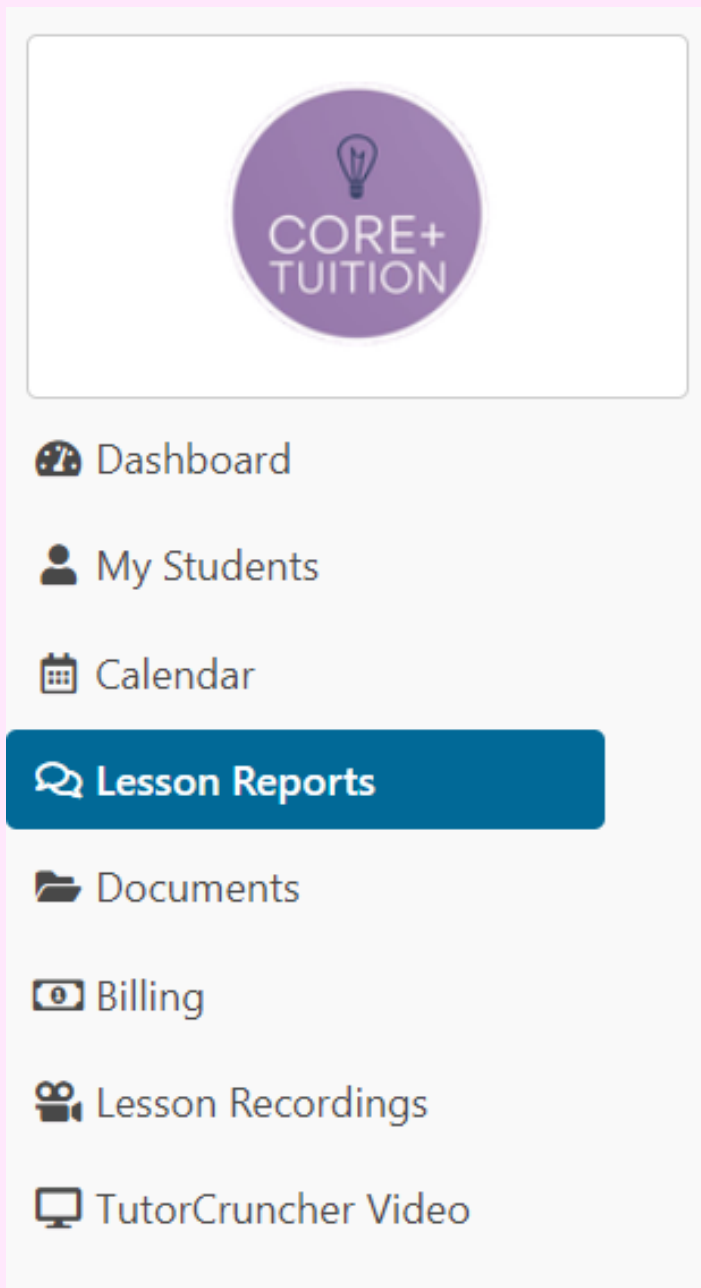 CORE+
TUITION
Dashboard
My Students
Calendar
Lesson Reports
Documents
Billing
Lesson Recordings
TutorCruncher Video